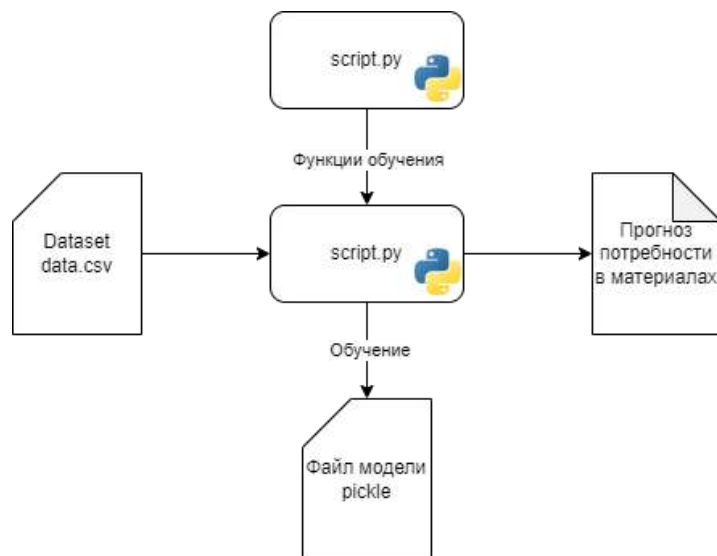 script.py
Функции обучения
Dataset
data.csv
script.py
Прогноз
потребности
в материалах
Обучение
Файл модели
pickle